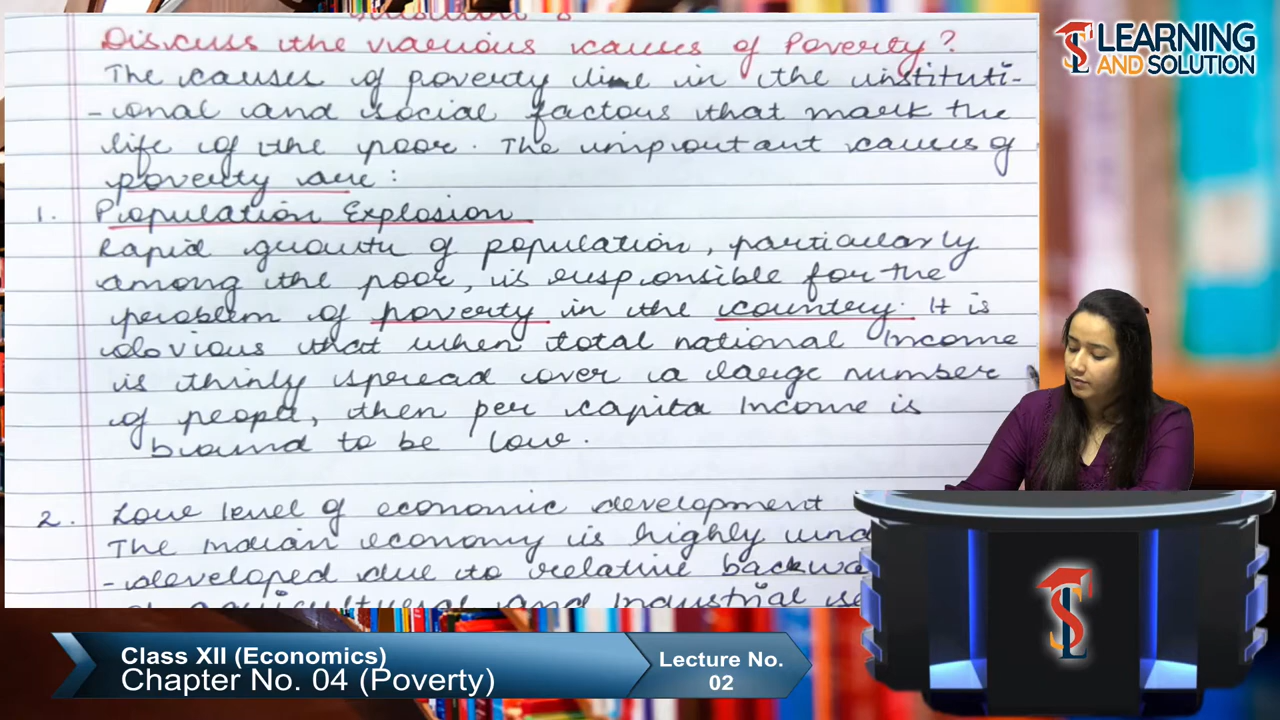 Discuss the various causes of Poverty?
The causes of poverty line in the instituti-
-ional and social factors that mark the
life of the poor. The important causes of
poverty are:
1. Population Explosion
Rapid growth of population, particularly
among the poor, is responsible for the
problem of poverty in the country. It is
obvious that when total national Income
is thinly spread over a large number
of people, then per capita Income is
bound to be low.
2. Low level of economic development
The Indian economy is highly und
-developed due to relative backwa
of agricultural and Industrial se
LEARNING
AND SOLUTION
Class XII (Economics)
Chapter No. 04 (Poverty)
Lecture No.
02